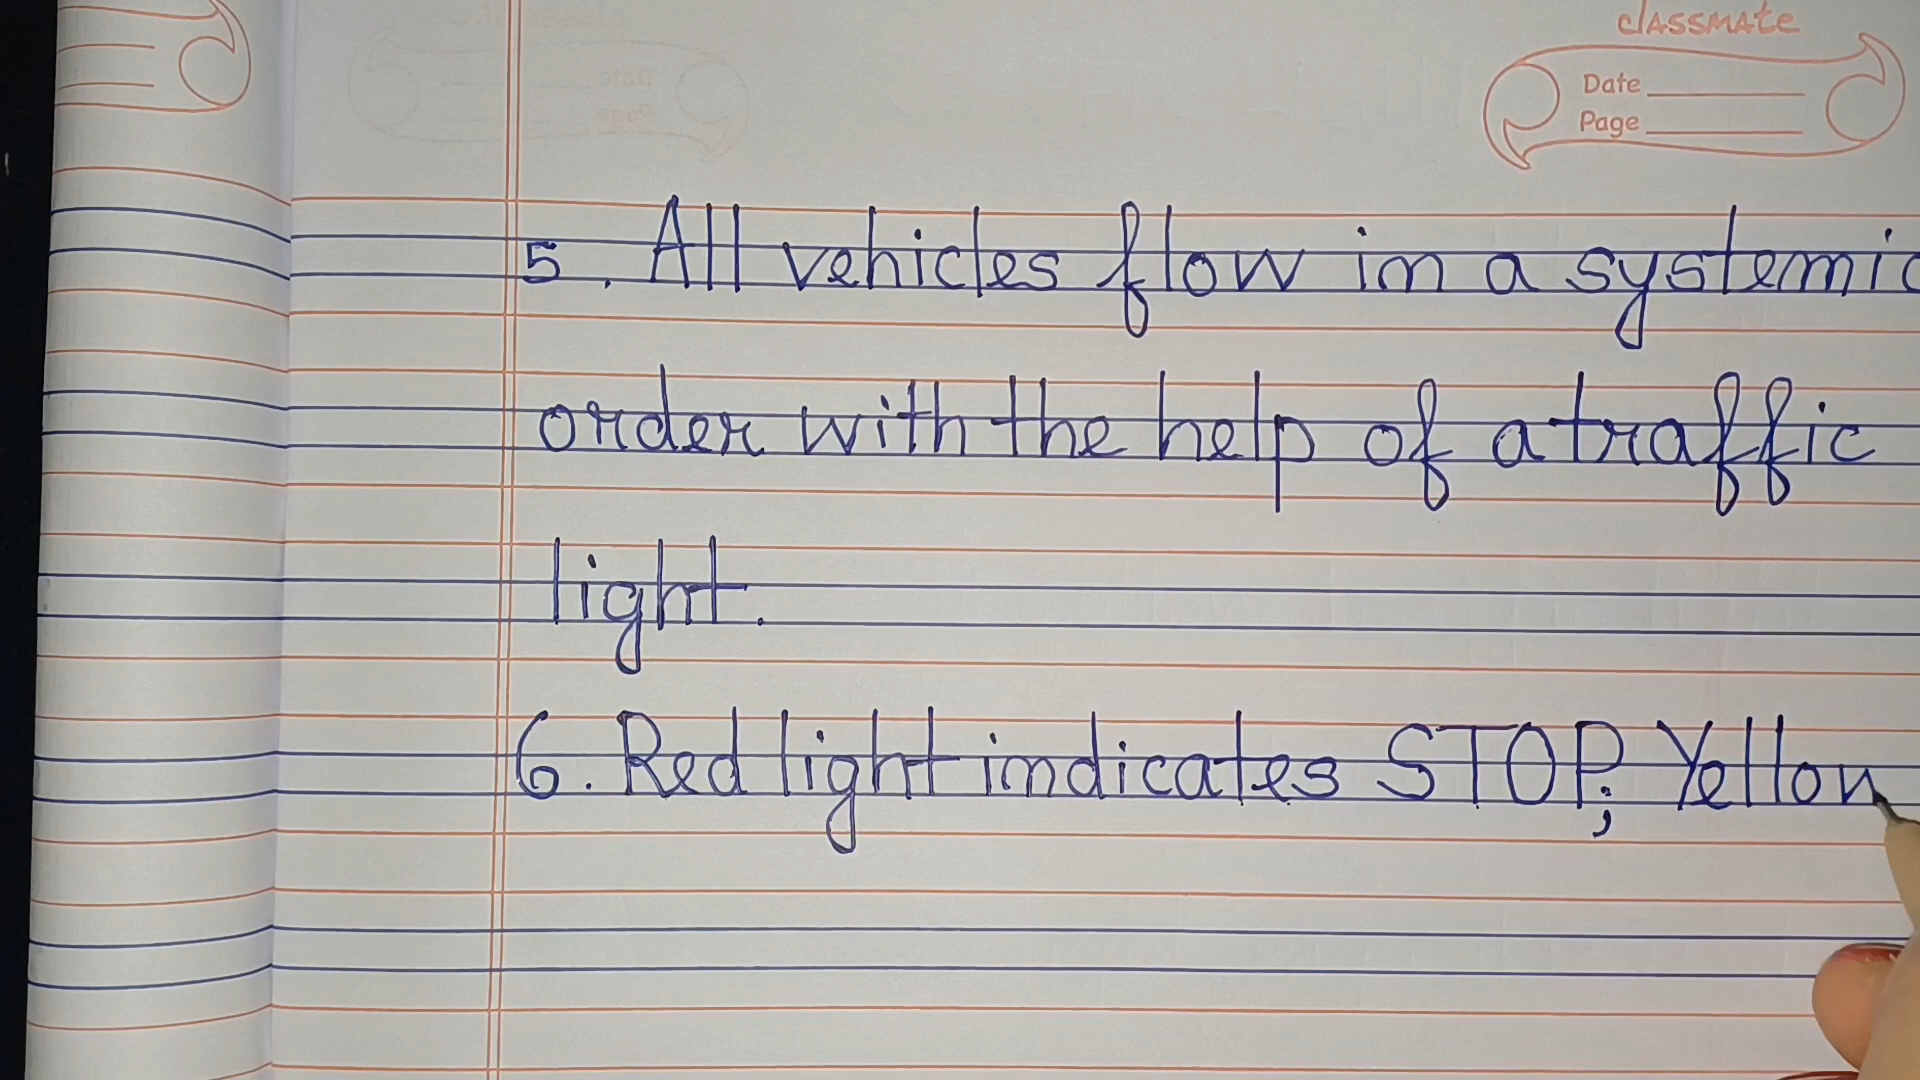 classmate
Date
Page
5. All vehicles flow in a systemic
order with the help of a traffic
light.
6. Red light indicates STOP; Yellow